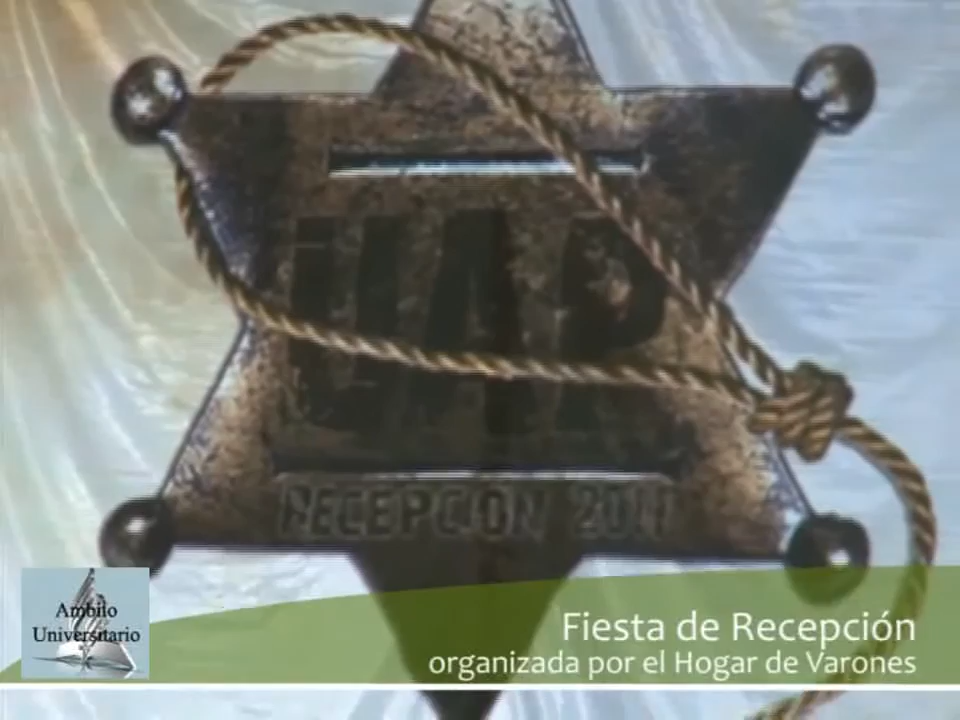 UAP
RECEPCION 2011
Ambito
Universitario
Fiesta de Recepción
organizada por el Hogar de Varones